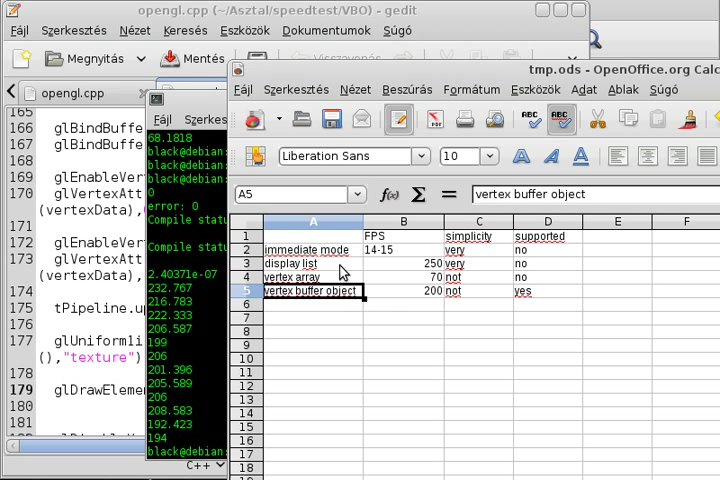 opengl.cpp (~/Asztal/speedtest/VBO) - gedit
Fájl Szerkesztés Nézet Keresés Eszközök Dokumentumok Súgó
Megnyitás Mentés Visszavonás
opengl.cpp
165
166 glBindBuffe
167 glBindBuffe
168
169 glEnableVer
170 glVertexAtt
(vertexData),
171
172 glEnableVer
173 glVertexAtt
(vertexData),
174
175 tPipeline.up
176
177 glUniform1i
(),"texture")
178
179 glDrawEleme
180
181
C++
Fájl Szerkes
68.1818
black@debian:
black@debian:
black@debian:
0
error: 0
Compile statu
Compile statu
2.40371e-07
232.767
216.783
222.333
206.587
199
206
201.396
205.589
206
208.583
192.423
194
black@debian:
tmp.ods - OpenOffice.org Calc
Fájl Szerkesztés Nézet Beszúrás Formátum Eszközök Adat Ablak Súgó
Liberation Sans 10
A5 f(x) Σ = vertex buffer object
A B C D E F
1 FPS simplicity supported
2 immediate mode 14-15 very no
3 display list 250 very no
4 vertex array 70 not no
5 vertex buffer object 200 not yes
6
7
8
9
10
11
12
13
14
15
16
17
18